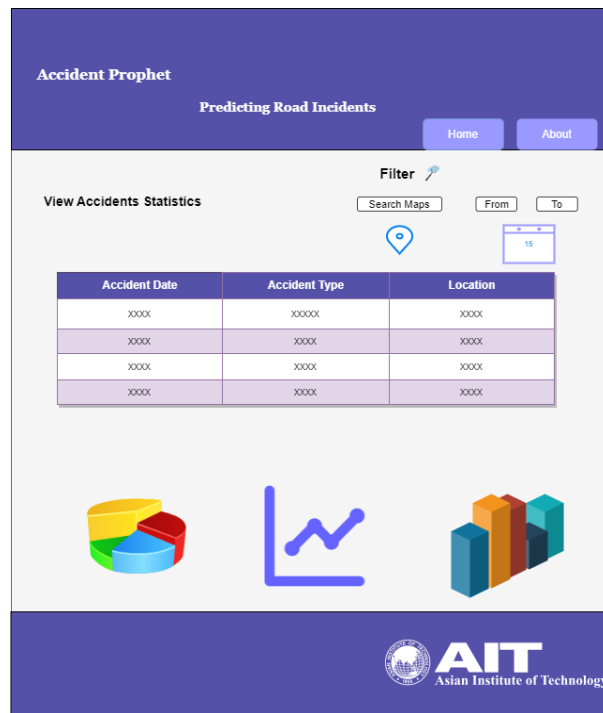 Accident Prophet
Predicting Road Incidents
Home About
Filter
View Accidents Statistics
Search Maps From To
15
Accident Date Accident Type Location
XXXX XXXXX XXXX
XXXX XXXX XXXX
XXXX XXXX XXXX
XXXX XXXX XXXX
AIT
Asian Institute of Technology